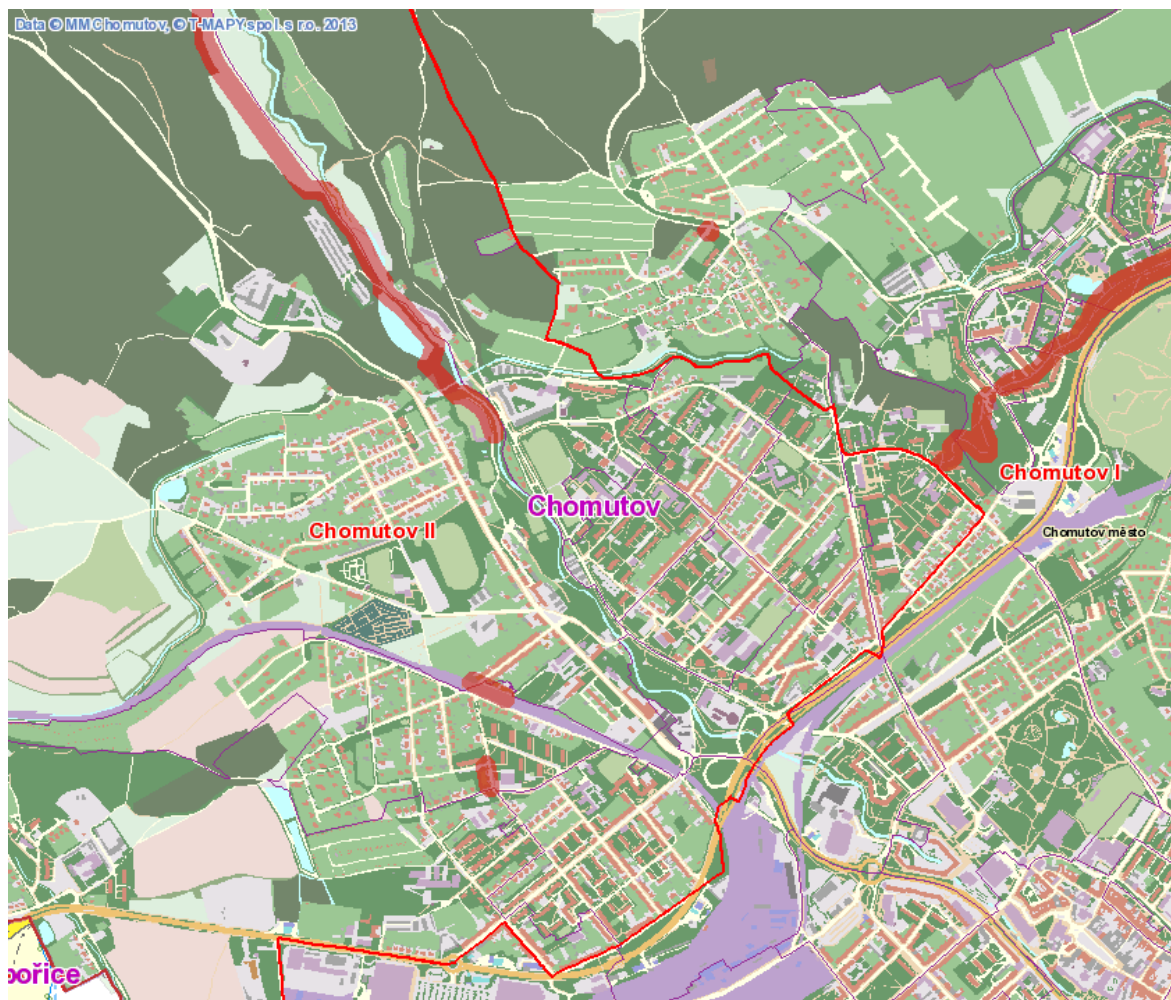 Data © MMChomutov, © T-MAPY spol. s r.o. 2013
Chomutov I
Chomutov
Chomutov II
Chomutov město
pořice